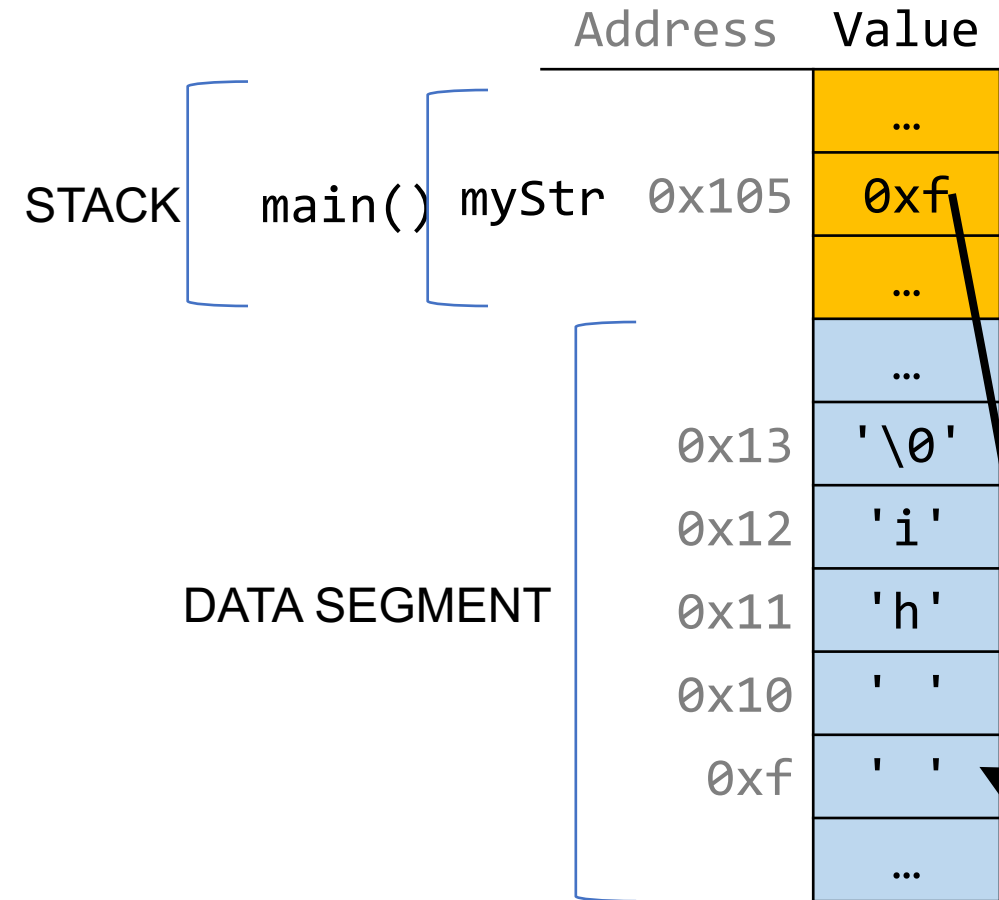 Address Value
…
STACK main() myStr 0x105 0xf
…
…
0x13 '\0'
0x12 'i'
DATA SEGMENT 0x11 'h'
0x10 ' '
0xf ' '
…